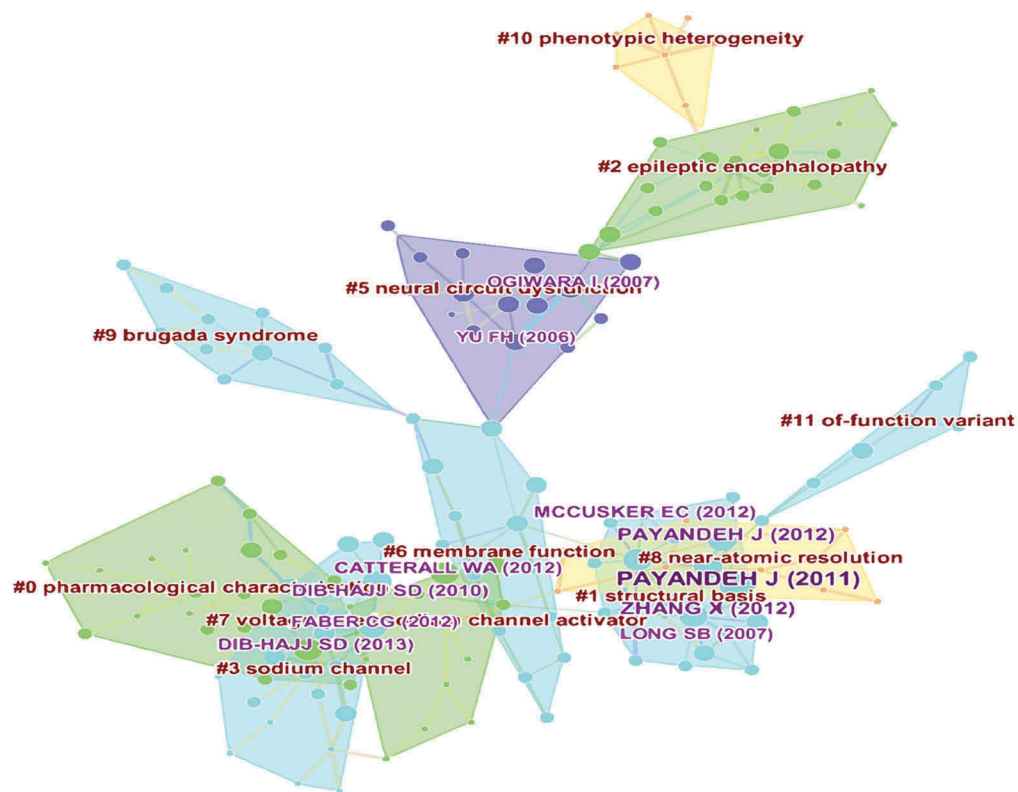 #10 phenotypic heterogeneity
#2 epileptic encephalopathy
OGIWARA I (2007)
#5 neural circuit dysfunction
YU FH (2006)
#9 brugada syndrome
#11 of-function variant
MCCUSKER EC (2012)
PAYANDEH J (2012)
#6 membrane function
#8 near-atomic resolution
CATTERALL WA (2012)
PAYANDEH J (2011)
#0 pharmacological
DIB-HAJJ SD (2010)
#1 structural basis
ZHANG X (2012)
#7 channel activator
FABER CG (2012)
LONG SB (2007)
DIB-HAJJ SD (2013)
#3 sodium channel